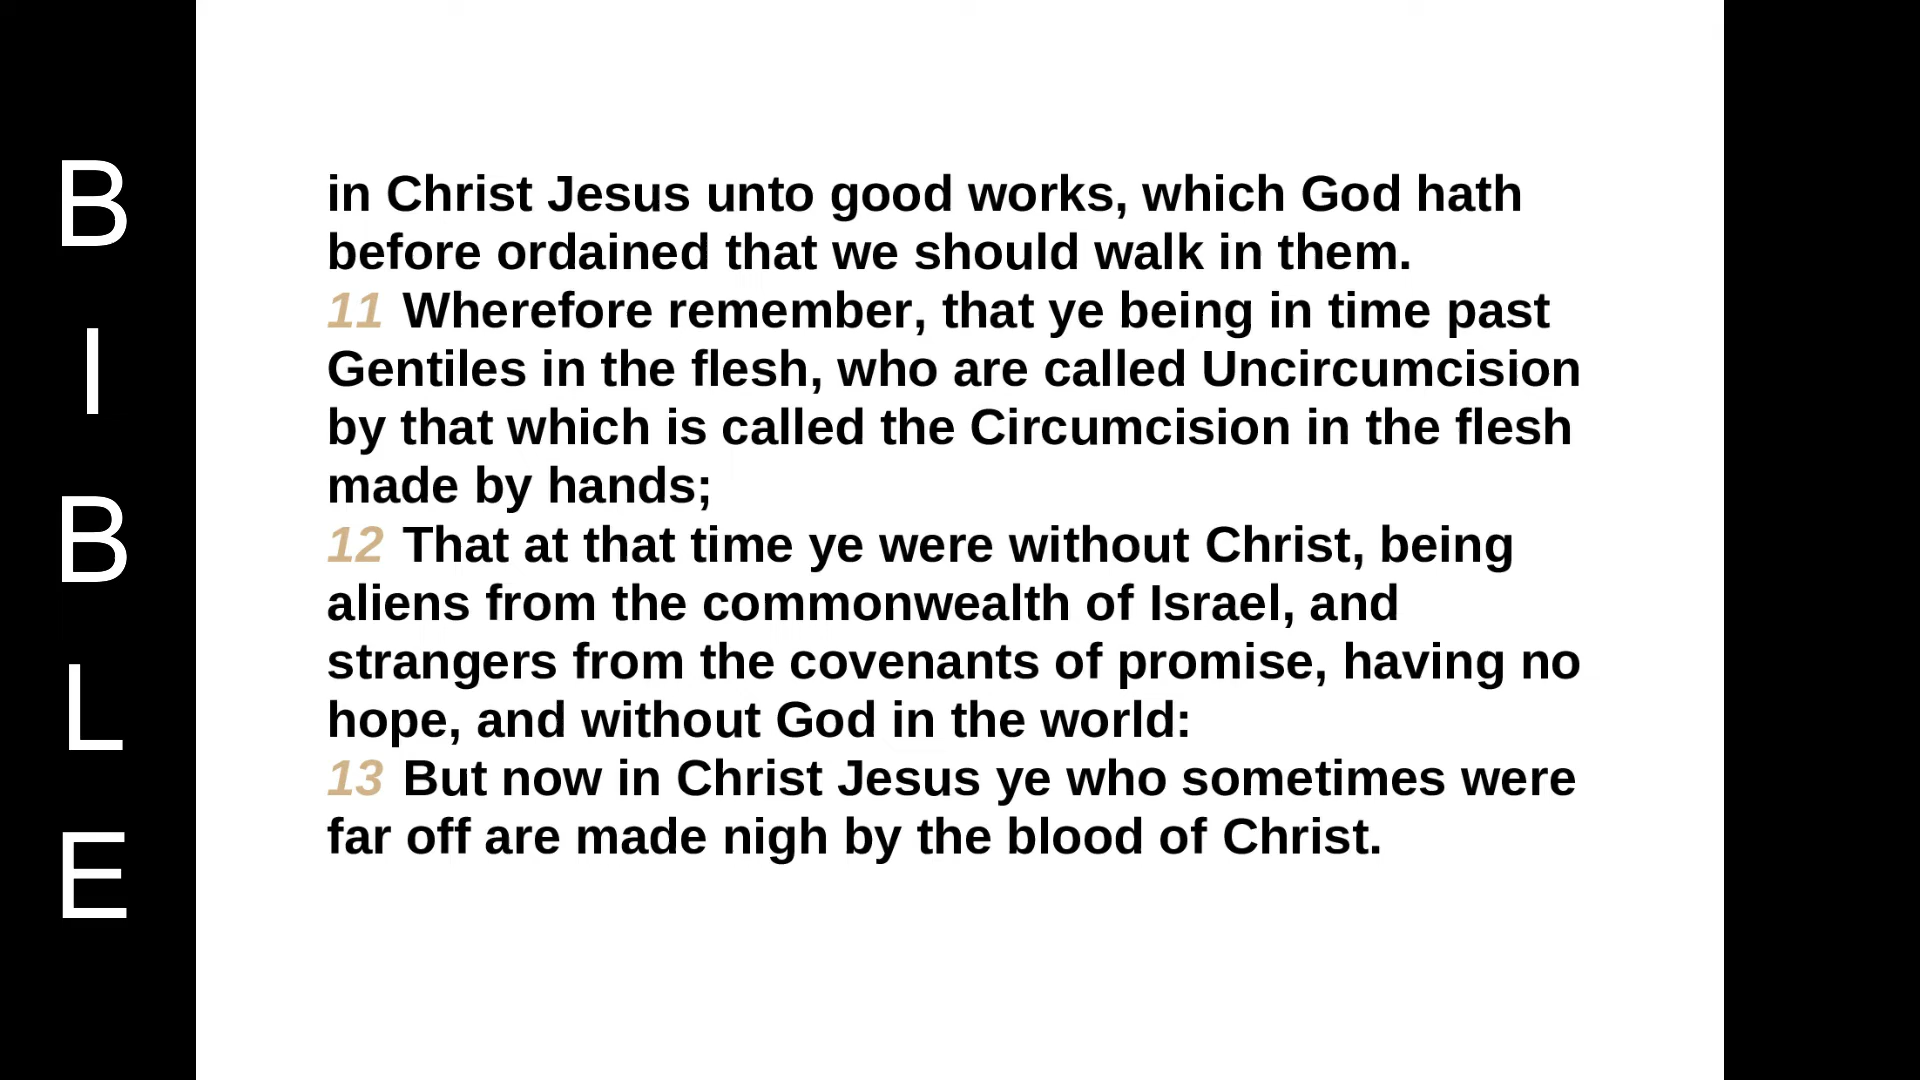 BIBLE
in Christ Jesus unto good works, which God hath
before ordained that we should walk in them.
11 Wherefore remember, that ye being in time past
Gentiles in the flesh, who are called Uncircumcision
by that which is called the Circumcision in the flesh
made by hands;
12 That at that time ye were without Christ, being
aliens from the commonwealth of Israel, and
strangers from the covenants of promise, having no
hope, and without God in the world:
13 But now in Christ Jesus ye who sometimes were
far off are made nigh by the blood of Christ.